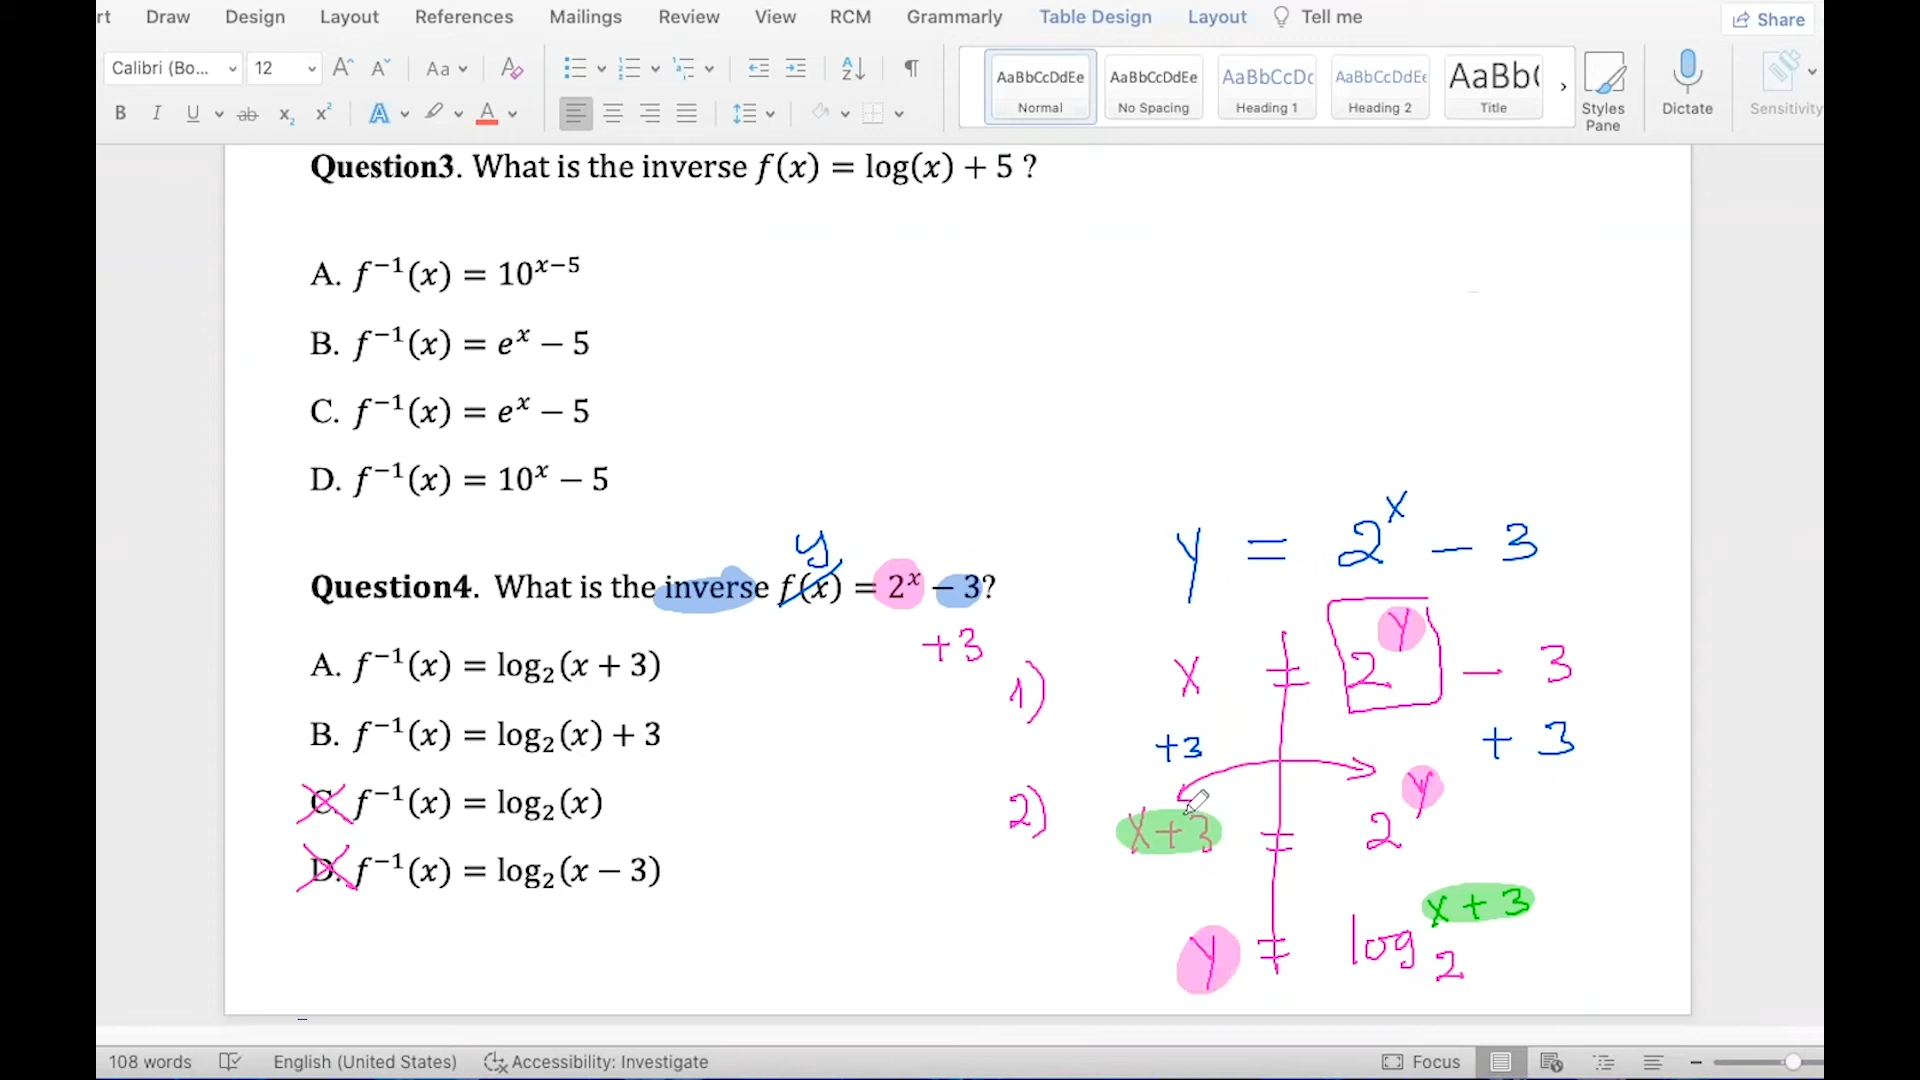 rt Draw Design Layout References Mailings Review View RCM Grammarly Table Design Layout Tell me Share
Calibri (Bo... 12 Aa
AaBbCcDdEe AaBbCcDdEe AaBbCcDc AaBbCcDdEe AaBb(
Normal No Spacing Heading 1 Heading 2 Title
Styles Pane Dictate Sensitivity
Question3. What is the inverse f(x) = log(x) + 5 ?
A. f⁻¹(x) = 10ˣ⁻⁵
B. f⁻¹(x) = eˣ − 5
C. f⁻¹(x) = eˣ − 5
D. f⁻¹(x) = 10ˣ − 5
y
Question4. What is the inverse f(x) = 2ˣ − 3?
+3
A. f⁻¹(x) = log₂(x + 3)
B. f⁻¹(x) = log₂(x) + 3
C. f⁻¹(x) = log₂(x)
D. f⁻¹(x) = log₂(x − 3)
y = 2ˣ − 3
1) x = 2ʸ − 3
+3 + 3
2) x+3 = 2ʸ
y = log₂ x+3
108 words English (United States) Accessibility: Investigate Focus